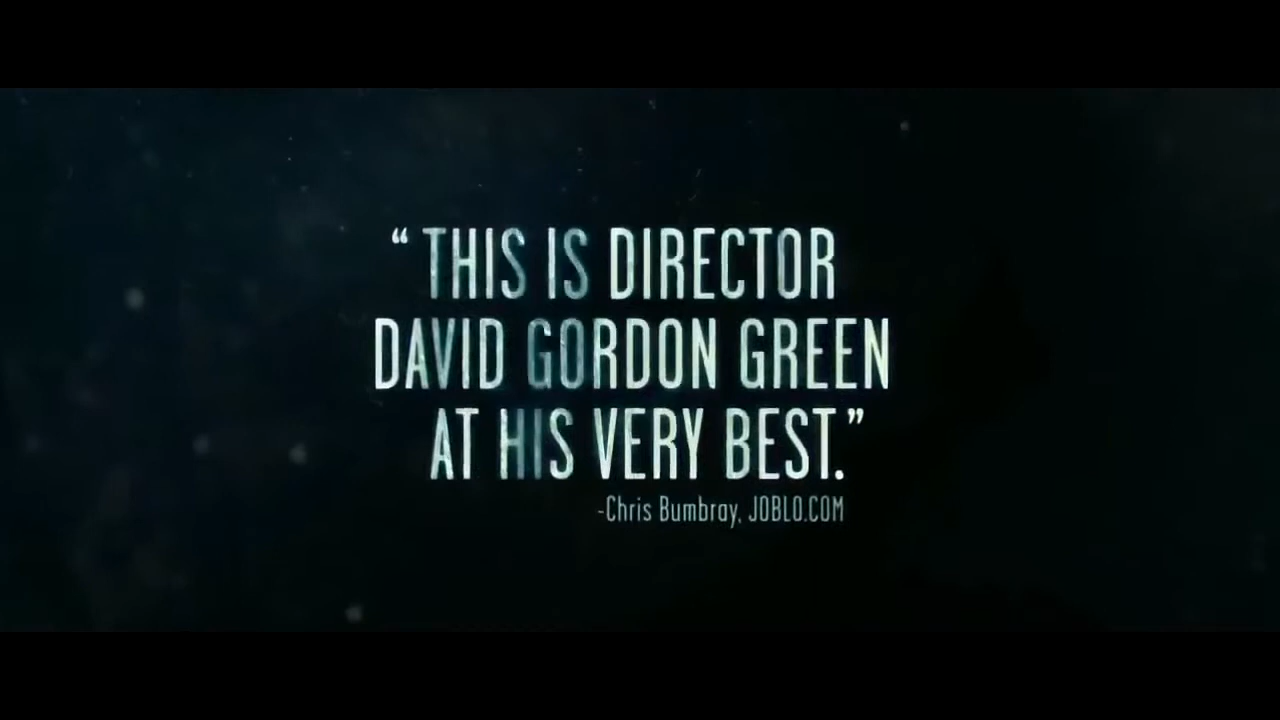 “ THIS IS DIRECTOR
DAVID GORDON GREEN
AT HIS VERY BEST.”
-Chris Bumbray, JOBLO.COM